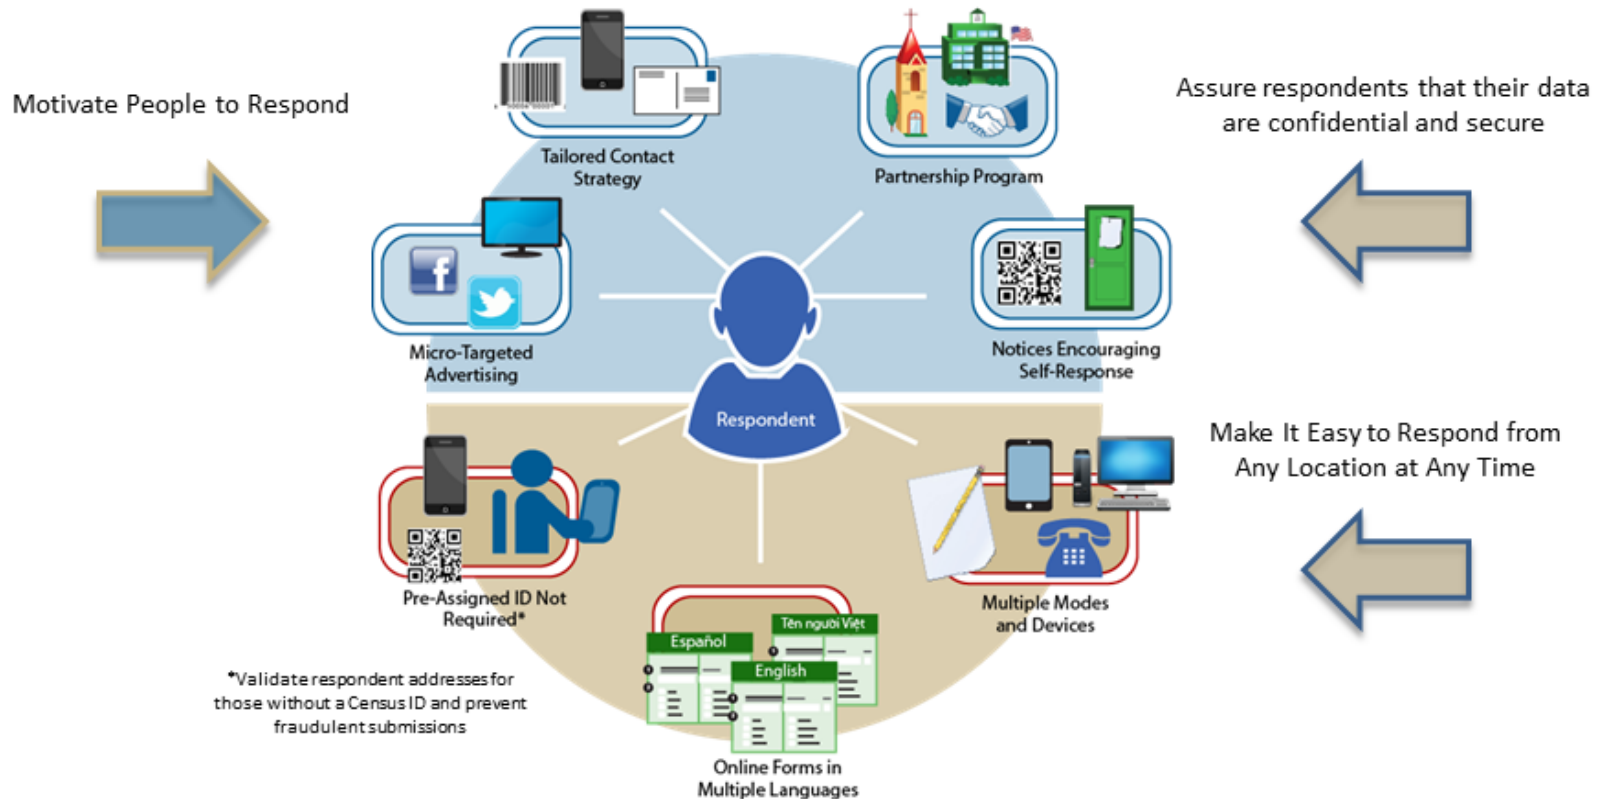 Motivate People to Respond
Tailored Contact
Strategy
Partnership Program
Assure respondents that their data
are confidential and secure
f
Micro-Targeted
Advertising
Notices Encouraging
Self-Response
Respondent
Make It Easy to Respond from
Any Location at Any Time
Pre-Assigned ID Not
Required*
Multiple Modes
and Devices
*Validate respondent addresses for
those without a Census ID and prevent
fraudulent submissions
Español
Tên người Việt
English
Online Forms in
Multiple Languages